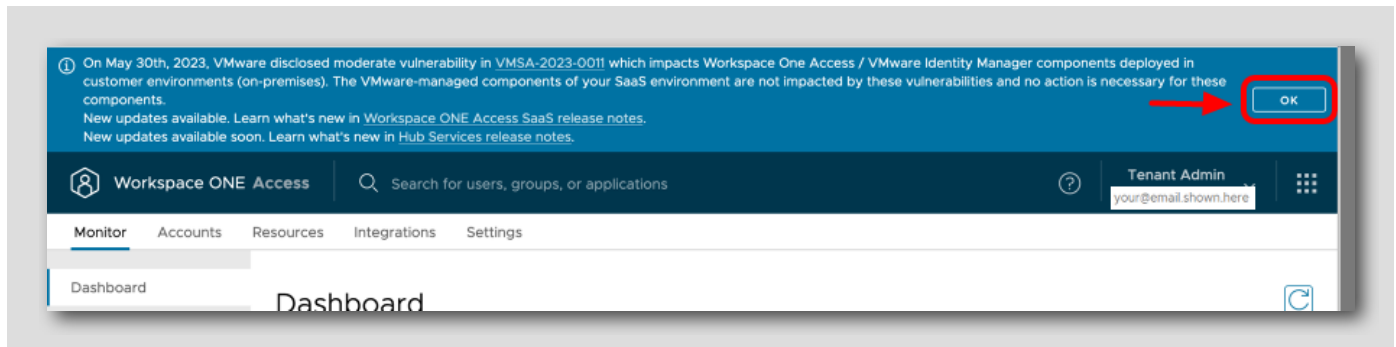 On May 30th, 2023, VMware disclosed moderate vulnerability in VMSA-2023-0011 which impacts Workspace One Access / VMware Identity Manager components deployed in
customer environments (on-premises). The VMware-managed components of your SaaS environment are not impacted by these vulnerabilities and no action is necessary for these
components.
New updates available. Learn what's new in Workspace ONE Access SaaS release notes.
New updates available soon. Learn what's new in Hub Services release notes.
OK
Workspace ONE Access
Search for users, groups, or applications
Tenant Admin
your@email.shown.here
Monitor Accounts Resources Integrations Settings
Dashboard
Dashboard